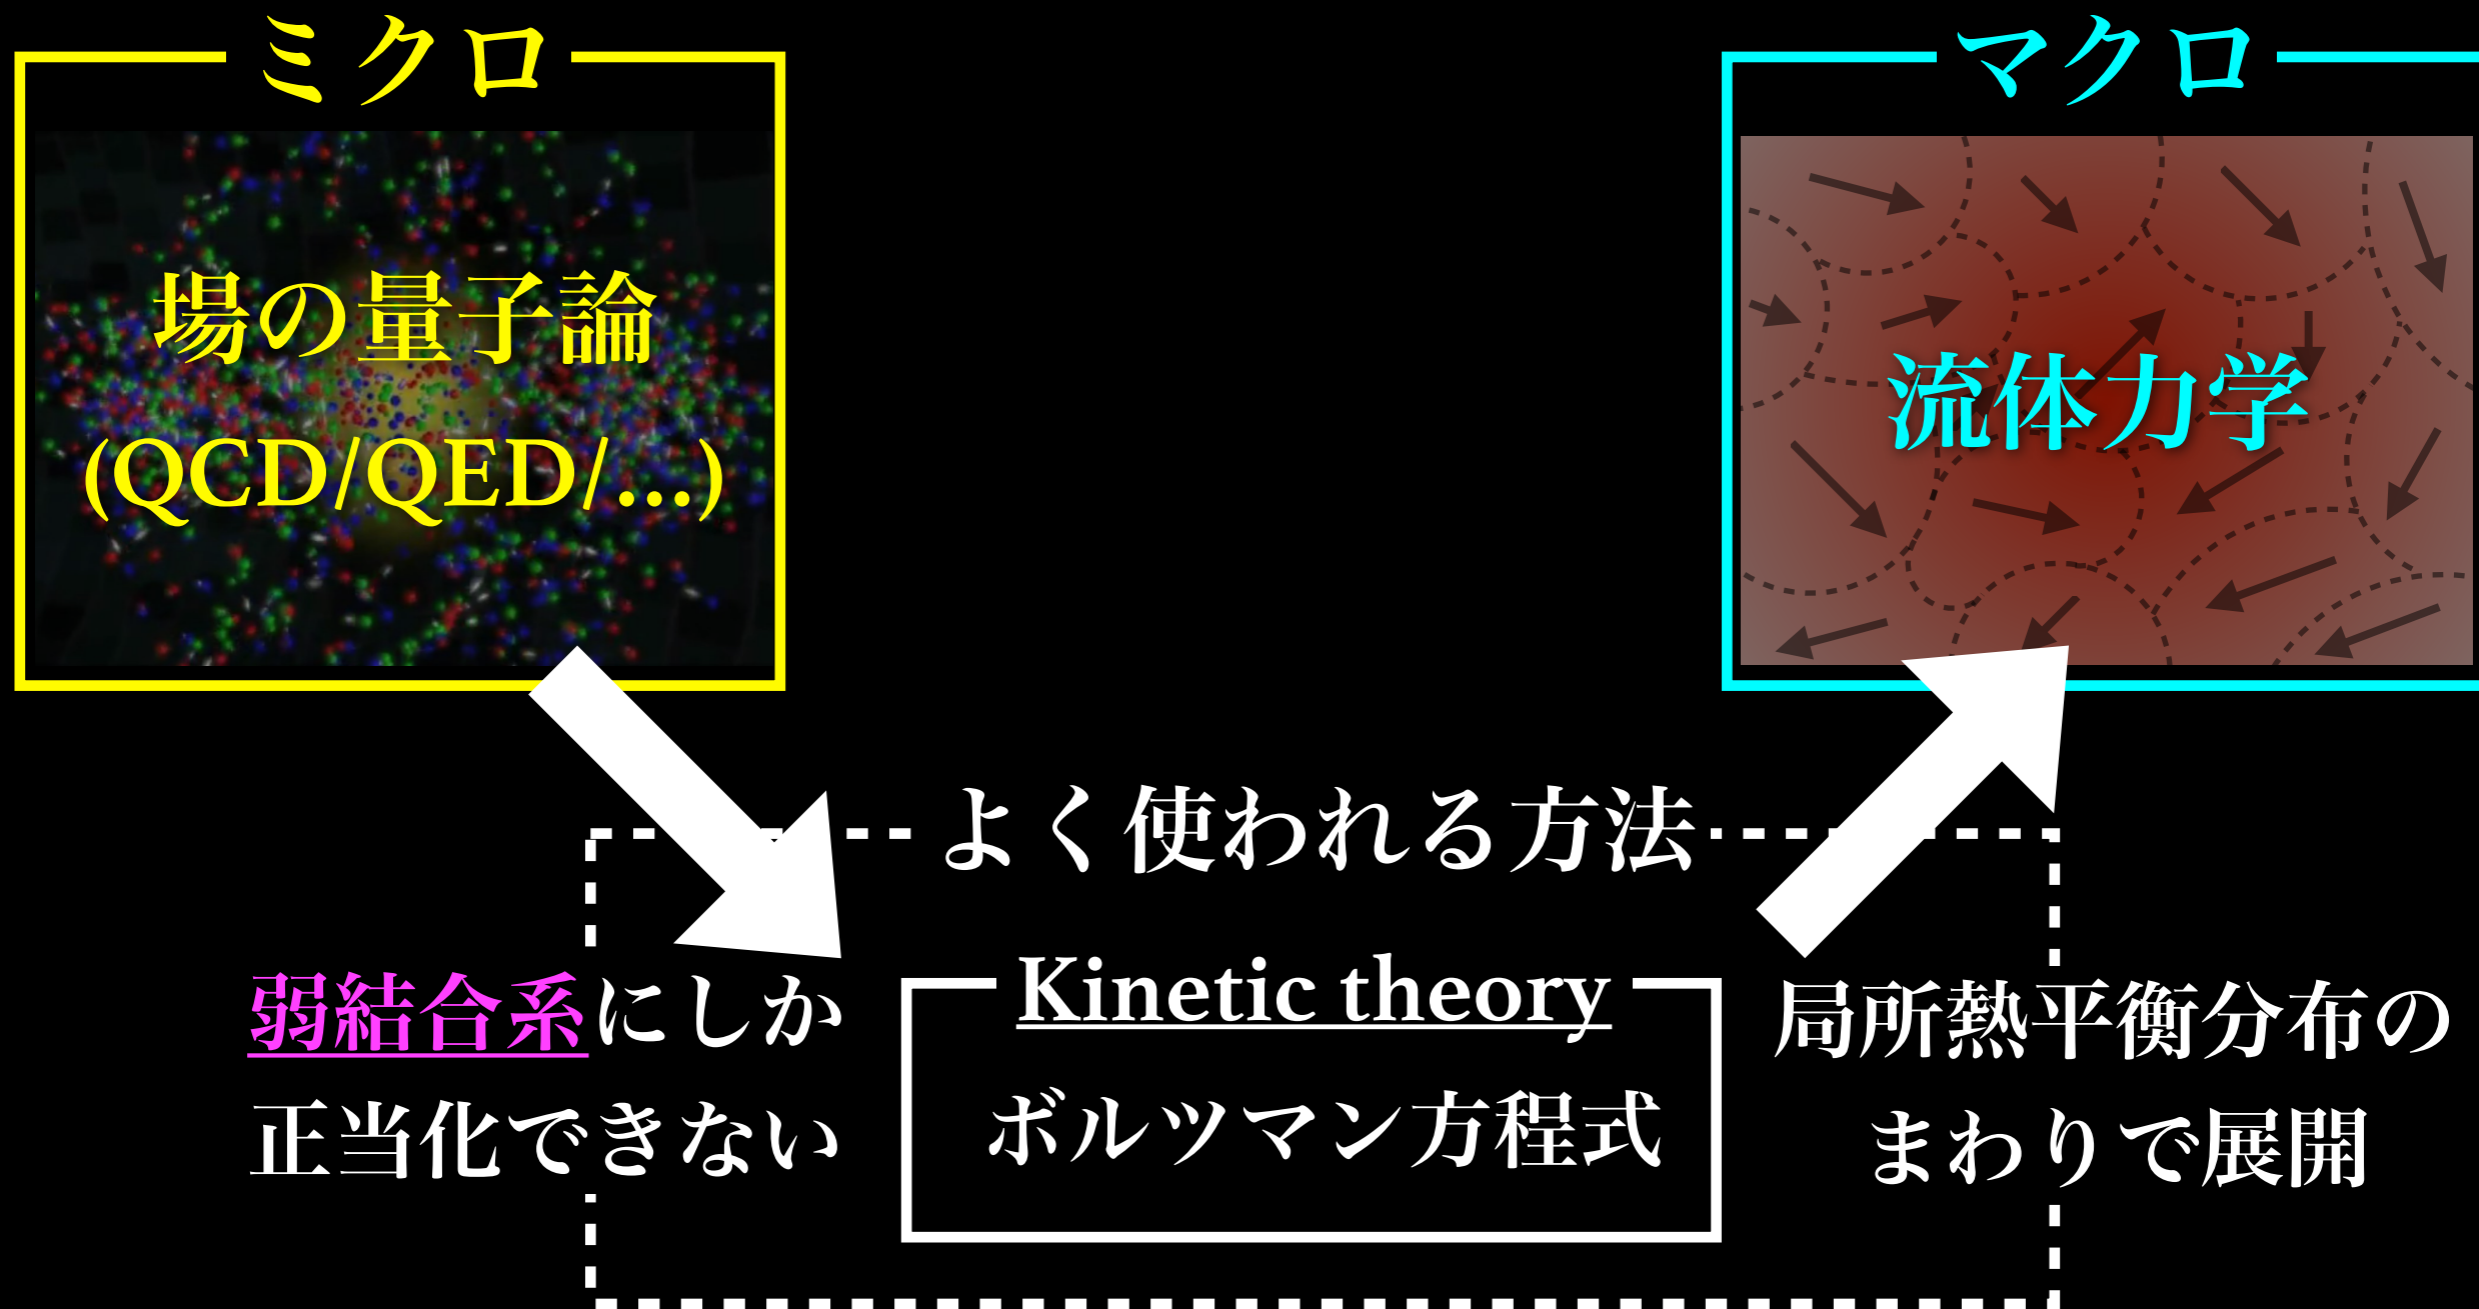 ミクロ
マクロ
場の量子論
(QCD/QED/...)
流体力学
よく使われる方法
弱結合系にしか
正当化できない
Kinetic theory
ボルツマン方程式
局所熱平衡分布の
まわりで展開